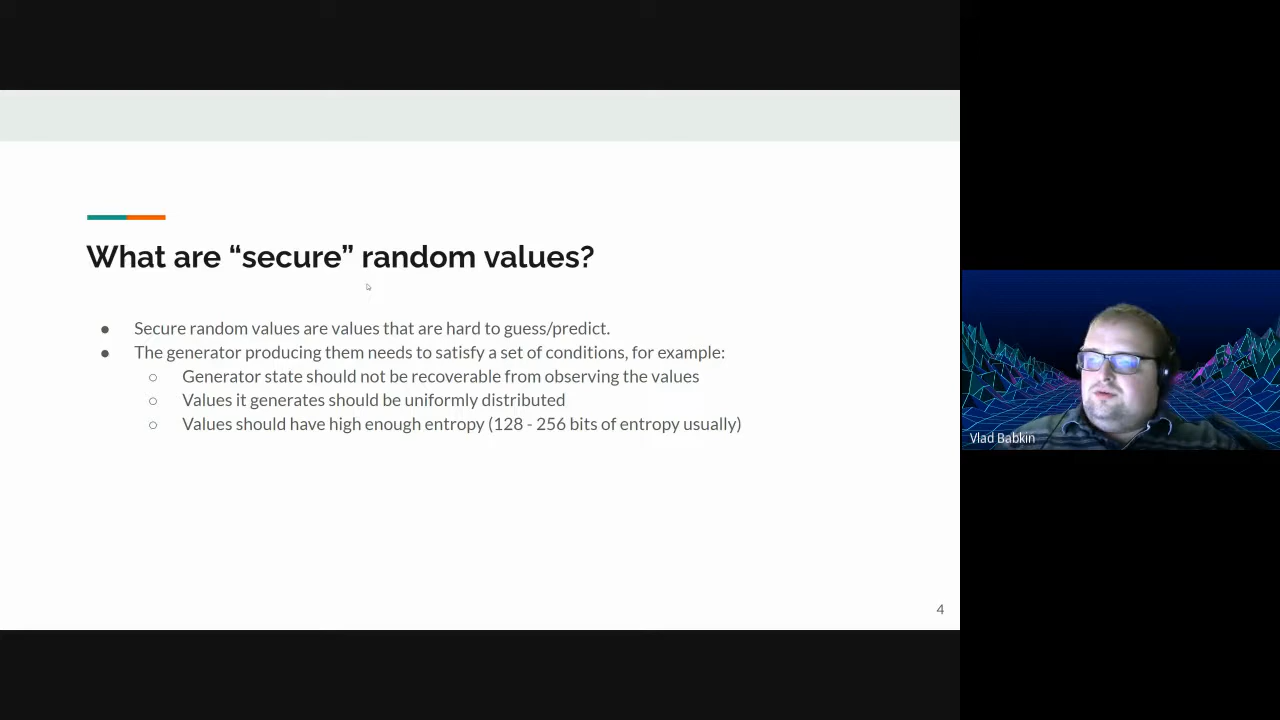 What are “secure” random values?
● Secure random values are values that are hard to guess/predict.
● The generator producing them needs to satisfy a set of conditions, for example:
○ Generator state should not be recoverable from observing the values
○ Values it generates should be uniformly distributed
○ Values should have high enough entropy (128 - 256 bits of entropy usually)
4
Vlad Babkin